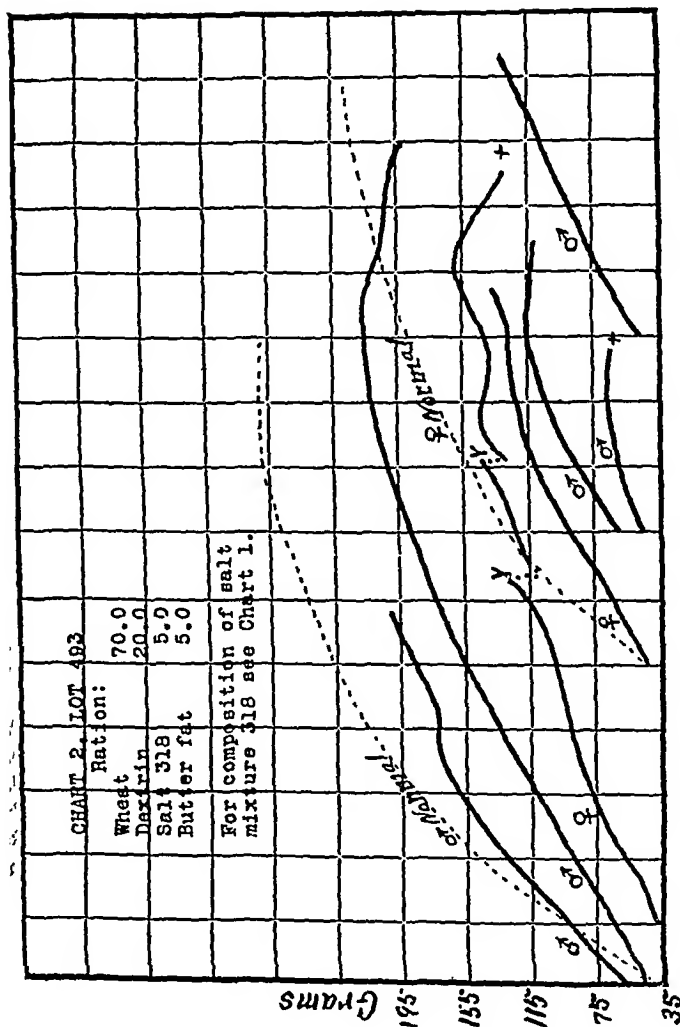 CHART 2. LOT 493
Ration:
Wheat 70.0
Dextrin 20.0
Salt 318 5.0
Butter fat 5.0
For composition of salt
mixture 318 see Chart 1.
Grams
195
155
115
75
35
♂ Normal
♀ Normal
♂
♂
♀
♀
♂
♂
♂
Y
Y
+
+